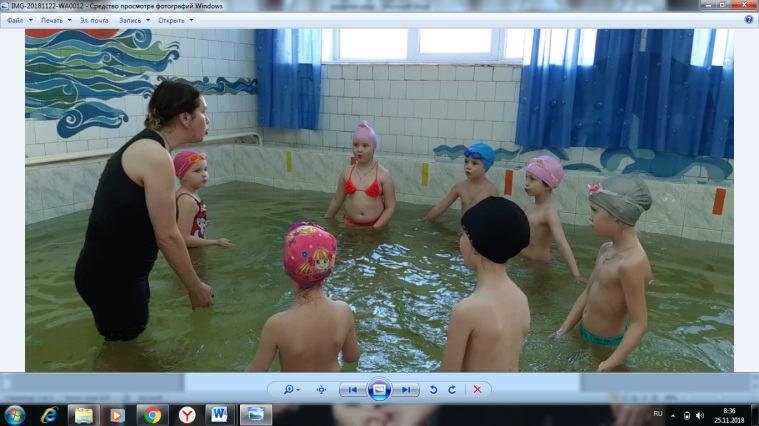 IMG-20181122-WA0012 - Средство просмотра фотографий Windows
Файл Печать Эл. почта Запись Открыть
RU
8:36
25.11.2018